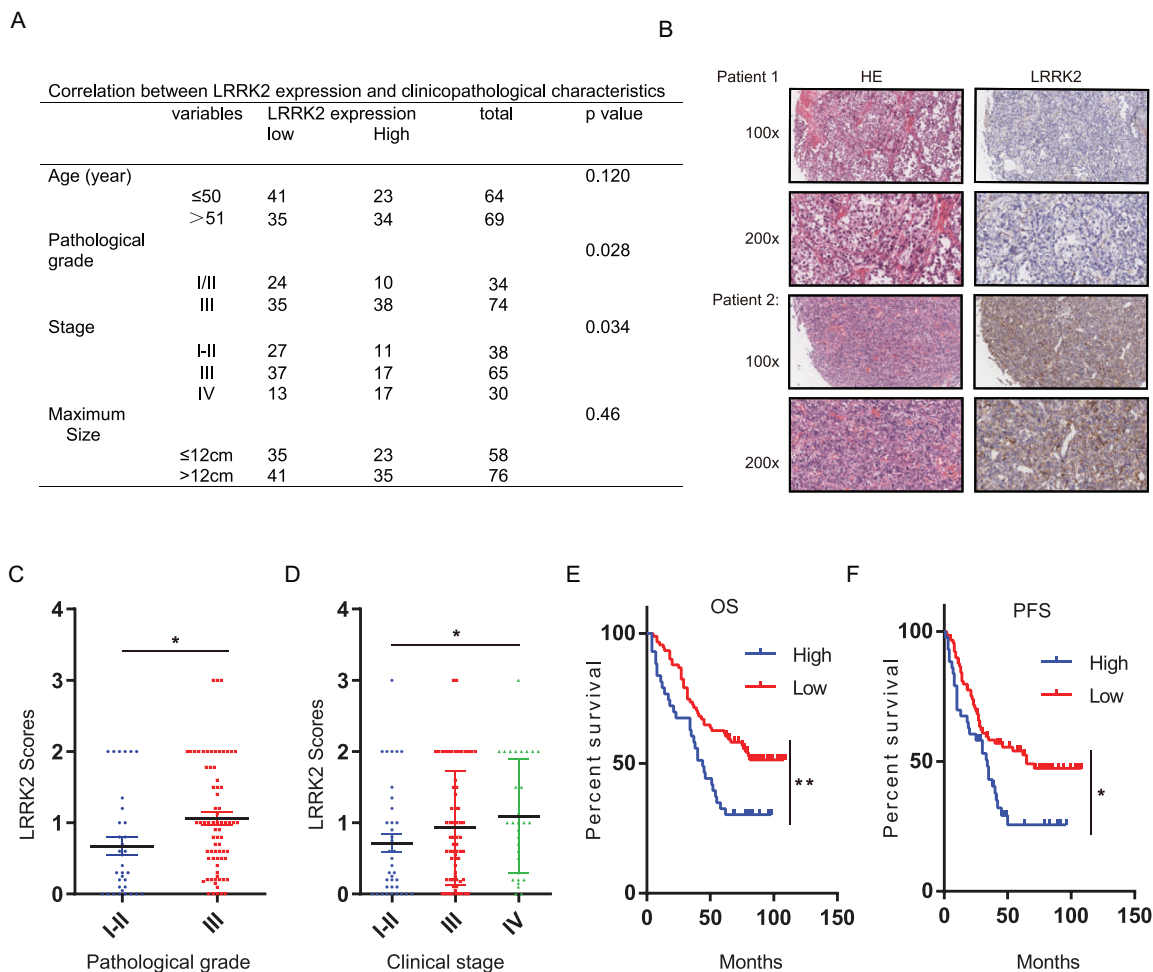 A
Correlation between LRRK2 expression and clinicopathological characteristics
variables LRRK2 expression total p value
low High
Age (year) 0.120
≤50 41 23 64
>51 35 34 69
Pathological
grade 0.028
I/II 24 10 34
III 35 38 74
Stage 0.034
I-II 27 11 38
III 37 17 65
IV 13 17 30
Maximum 0.46
Size
≤12cm 35 23 58
>12cm 41 35 76
B
Patient 1 HE LRRK2
100x
200x
Patient 2:
100x
200x
C
LRRK2 Scores
4
3
2
1
0
*
I-II III
Pathological grade
D
LRRK2 Scores
4
3
2
1
0
*
I-II III IV
Clinical stage
E
OS
Percent survival
100
50
0
High
Low
**
0 50 100 150
Months
F
PFS
Percent survival
100
50
0
High
Low
*
0 50 100 150
Months